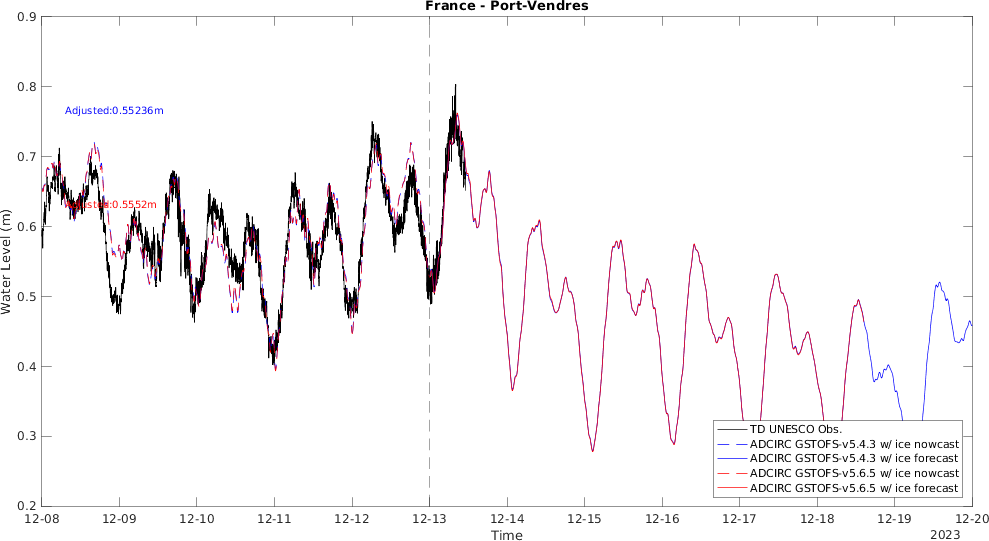 France - Port-Vendres
0.9
0.8
0.7
0.6
0.5
0.4
0.3
0.2
Water Level (m)
Adjusted:0.55236m
Adjusted:0.5552m
TD UNESCO Obs.
ADCIRC GSTOFS-v5.4.3 w/ ice nowcast
ADCIRC GSTOFS-v5.4.3 w/ ice forecast
ADCIRC GSTOFS-v5.6.5 w/ ice nowcast
ADCIRC GSTOFS-v5.6.5 w/ ice forecast
12-08 12-09 12-10 12-11 12-12 12-13 12-14 12-15 12-16 12-17 12-18 12-19 12-20
Time
2023